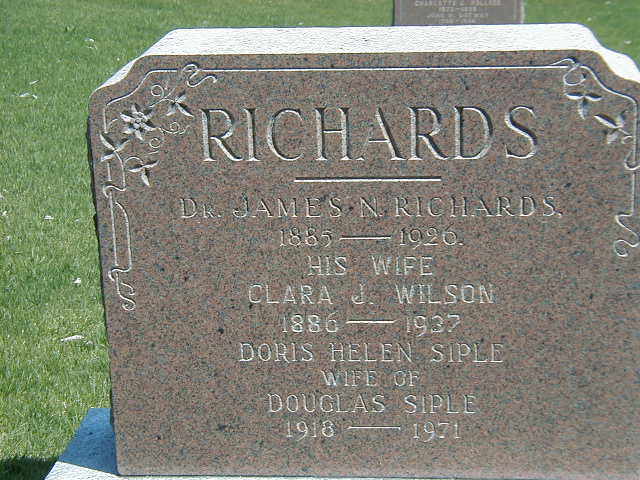 RICHARDS
DR. JAMES N. RICHARDS.
1885 — 1926.
HIS WIFE
CLARA J. WILSON
1886 — 1937
DORIS HELEN SIPLE
WIFE OF
DOUGLAS SIPLE
1918 — 1971